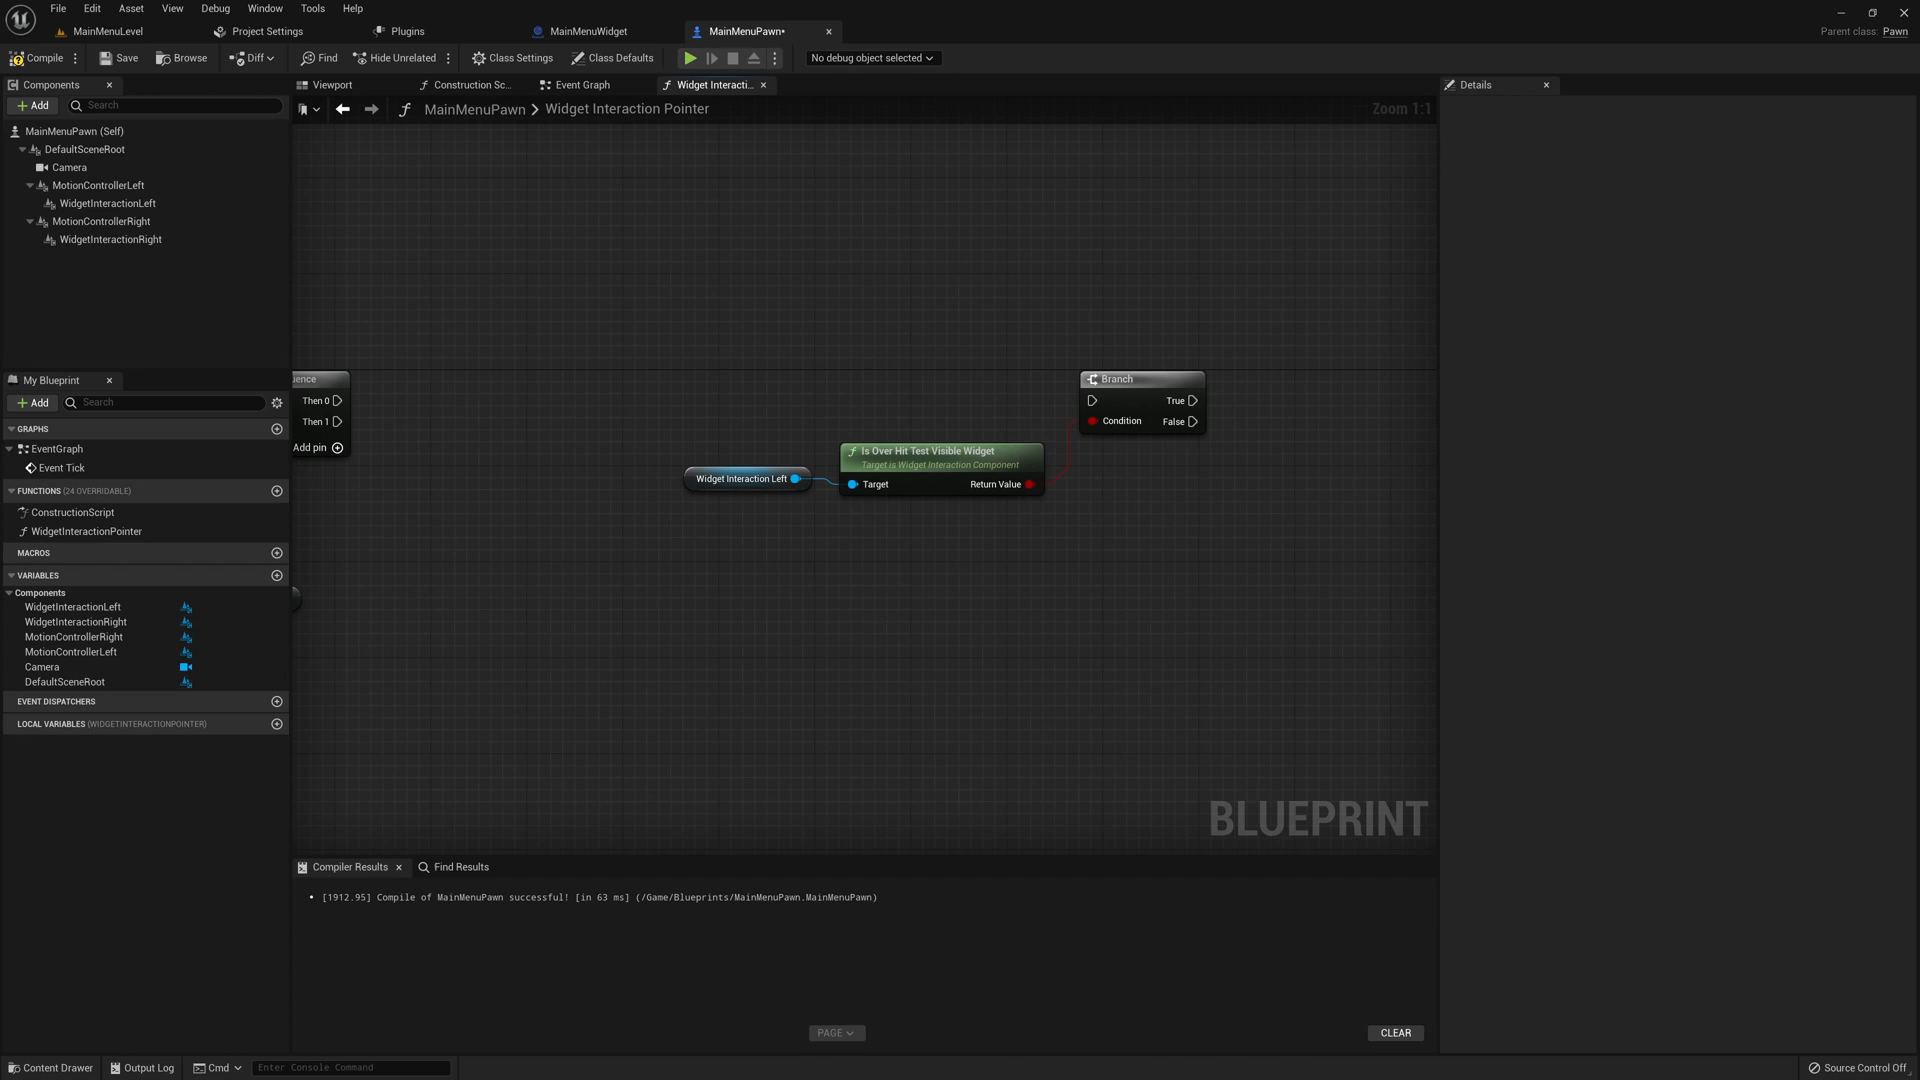 File Edit Asset View Debug Window Tools Help
MainMenuLevel Project Settings Plugins MainMenuWidget MainMenuPawn•
Parent class: Pawn
Compile Save Browse Diff Find Hide Unrelated Class Settings Class Defaults No debug object selected
Components
Add Search
MainMenuPawn (Self)
DefaultSceneRoot
Camera
MotionControllerLeft
WidgetInteractionLeft
MotionControllerRight
WidgetInteractionRight
My Blueprint
Add Search
GRAPHS
EventGraph
Event Tick
FUNCTIONS (24 OVERRIDABLE)
ConstructionScript
WidgetInteractionPointer
MACROS
VARIABLES
Components
WidgetInteractionLeft
WidgetInteractionRight
MotionControllerRight
MotionControllerLeft
Camera
DefaultSceneRoot
EVENT DISPATCHERS
LOCAL VARIABLES (WIDGETINTERACTIONPOINTER)
Viewport Construction Sc... Event Graph Widget Interacti...
MainMenuPawn > Widget Interaction Pointer
Zoom 1:1
uence
Then 0
Then 1
Add pin
Widget Interaction Left
Is Over Hit Test Visible Widget
Target is Widget Interaction Component
Target Return Value
Branch
True
Condition False
BLUEPRINT
Compiler Results Find Results
• [1912.95] Compile of MainMenuPawn successful! [in 63 ms] (/Game/Blueprints/MainMenuPawn.MainMenuPawn)
PAGE
CLEAR
Details
Content Drawer Output Log Cmd Enter Console Command
Source Control Off